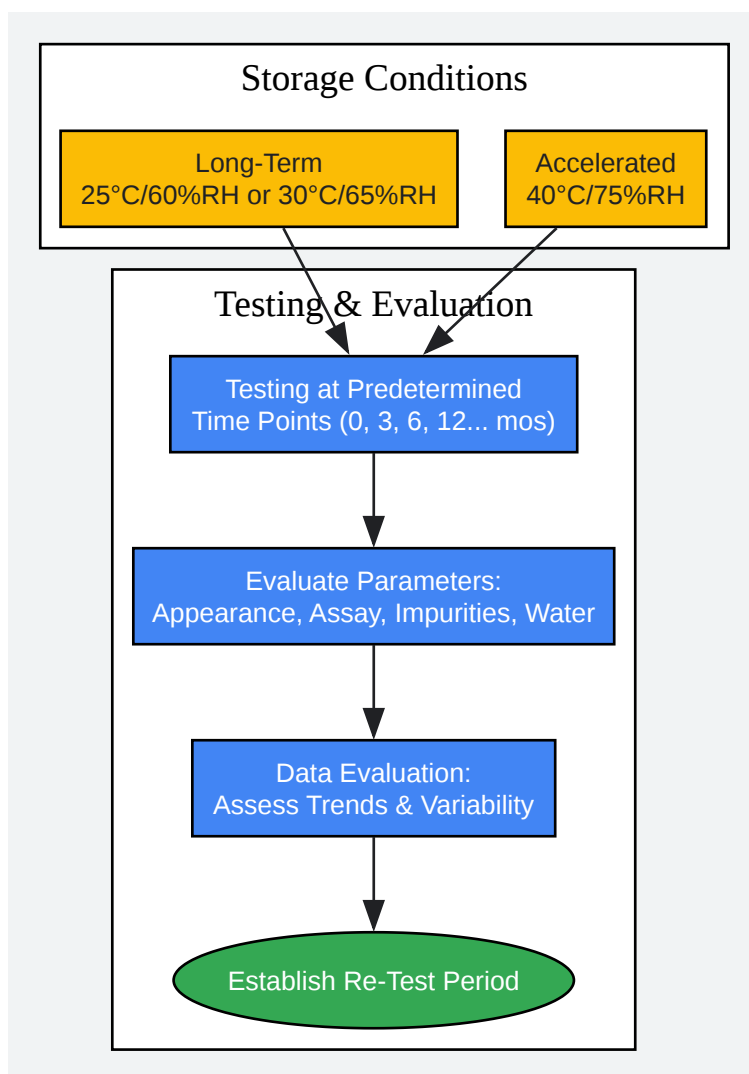 Storage Conditions
Long-Term
25°C/60%RH or 30°C/65%RH
Accelerated
40°C/75%RH
Testing & Evaluation
Testing at Predetermined
Time Points (0, 3, 6, 12... mos)
Evaluate Parameters:
Appearance, Assay, Impurities, Water
Data Evaluation:
Assess Trends & Variability
Establish Re-Test Period